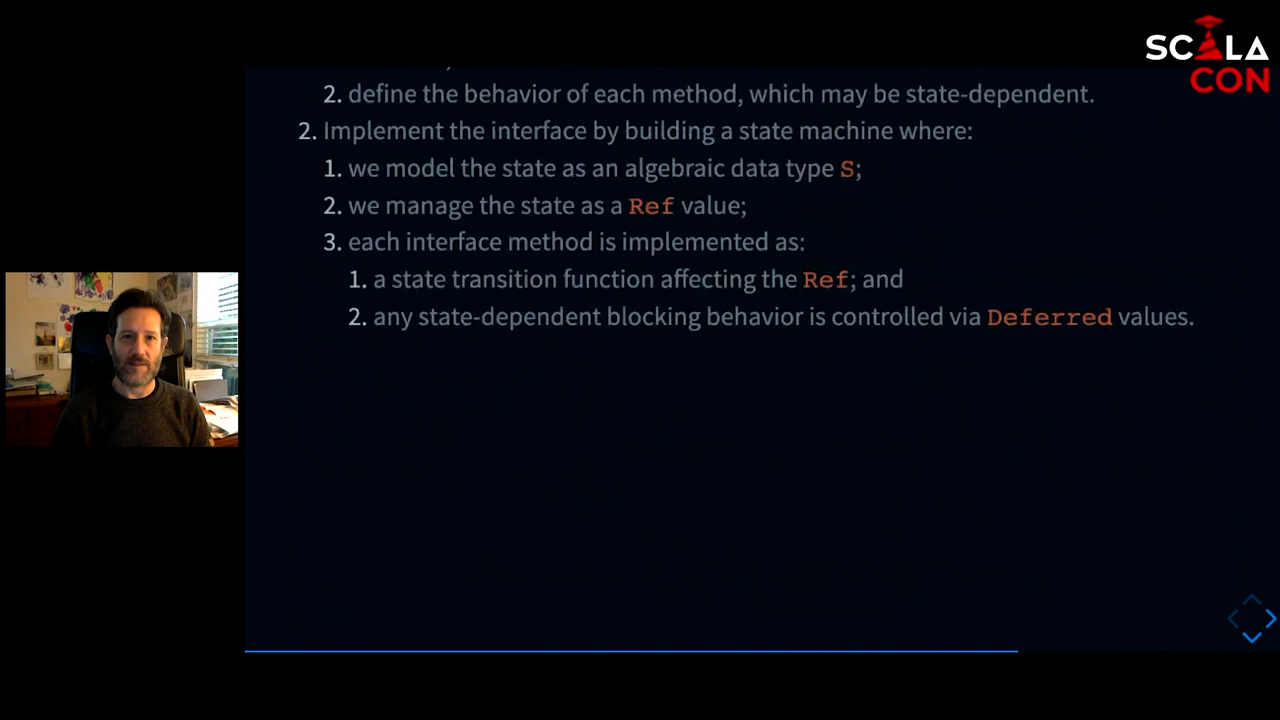 SCALA
CON
2. define the behavior of each method, which may be state-dependent.
2. Implement the interface by building a state machine where:
1. we model the state as an algebraic data type S;
2. we manage the state as a Ref value;
3. each interface method is implemented as:
1. a state transition function affecting the Ref; and
2. any state-dependent blocking behavior is controlled via Deferred values.